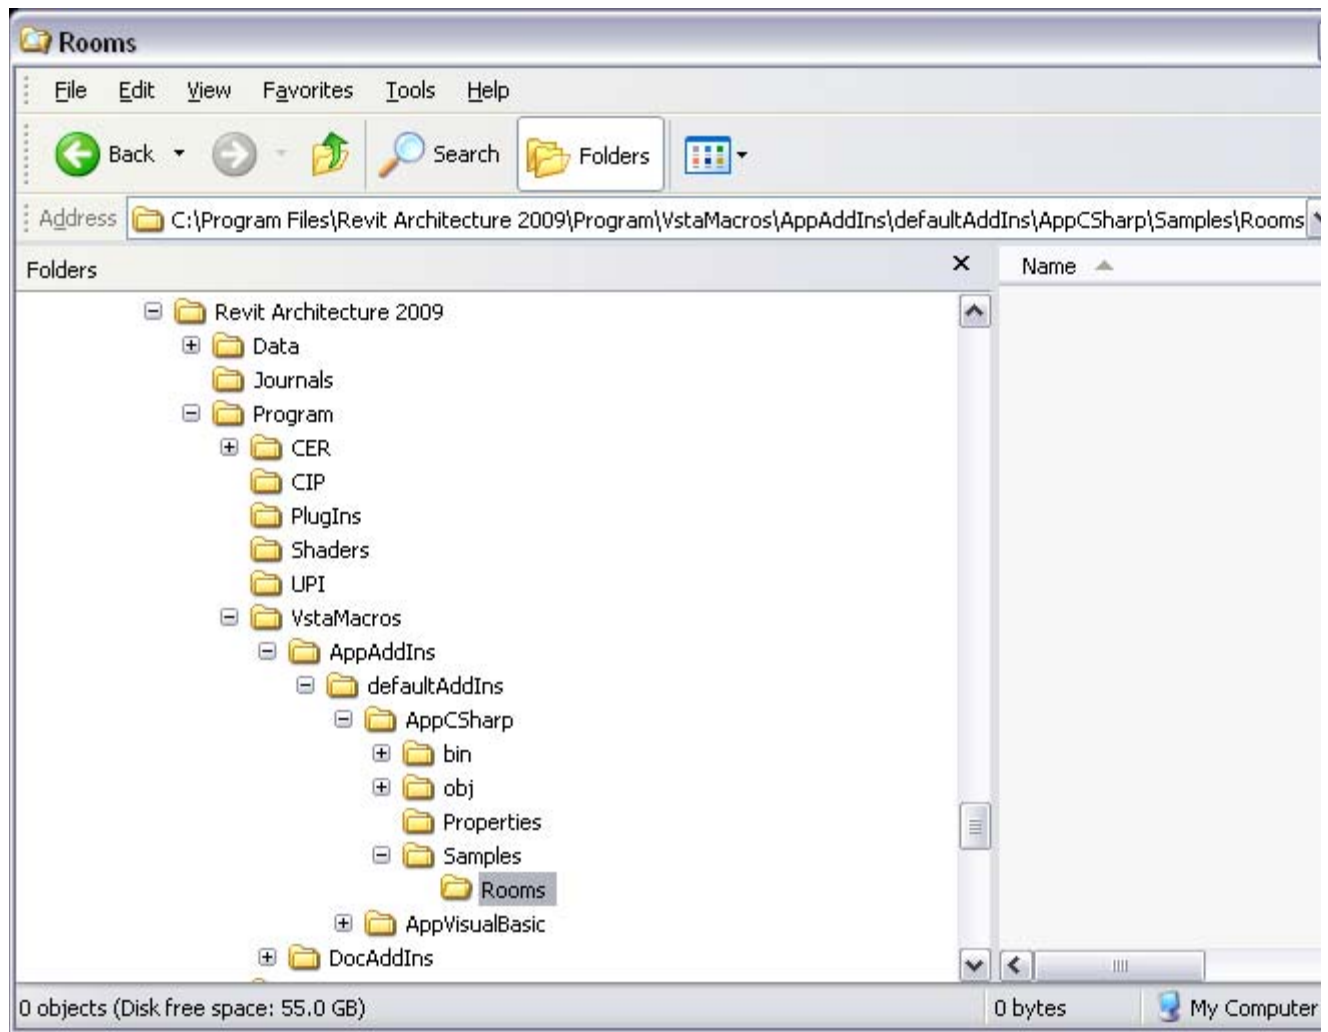 Rooms
File Edit View Favorites Tools Help
Back Search Folders
Address C:\Program Files\Revit Architecture 2009\Program\VstaMacros\AppAddIns\defaultAddIns\AppCSharp\Samples\Rooms
Folders Name
Revit Architecture 2009
Data
Journals
Program
CER
CIP
PlugIns
Shaders
UPI
VstaMacros
AppAddIns
defaultAddIns
AppCSharp
bin
obj
Properties
Samples
Rooms
AppVisualBasic
DocAddIns
0 objects (Disk free space: 55.0 GB) 0 bytes My Computer